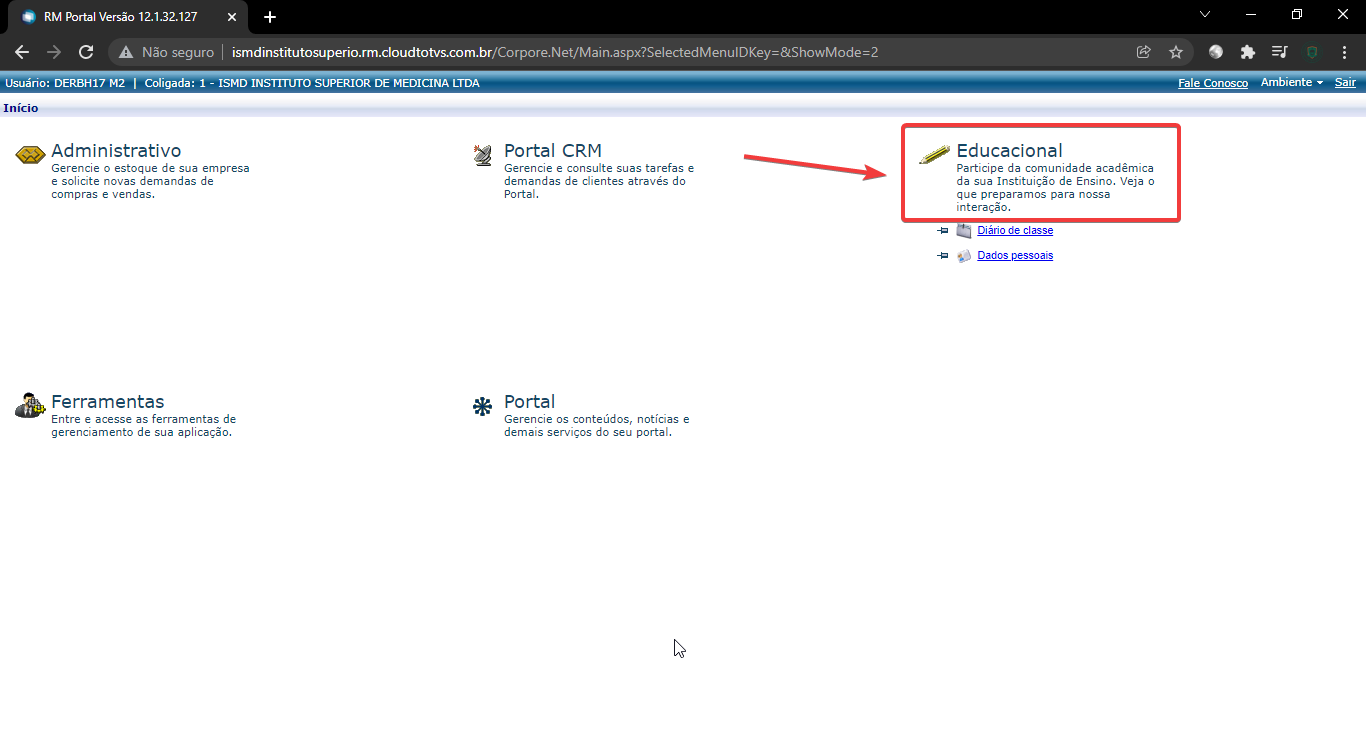 RM Portal Versão 12.1.32.127
Não seguro | ismdinstitutosuperio.rm.cloudtotvs.com.br/Corpore.Net/Main.aspx?SelectedMenuIDKey=&ShowMode=2
Usuário: DERBH17 M2 | Coligada: 1 - ISMD INSTITUTO SUPERIOR DE MEDICINA LTDA
Fale Conosco Ambiente Sair
Início
Administrativo
Gerencie o estoque de sua empresa
e solicite novas demandas de
compras e vendas.
Portal CRM
Gerencie e consulte suas tarefas e
demandas de clientes através do
Portal.
Educacional
Participe da comunidade acadêmica
da sua Instituição de Ensino. Veja o
que preparamos para nossa
interação.
Diário de classe
Dados pessoais
Ferramentas
Entre e acesse as ferramentas de
gerenciamento de sua aplicação.
Portal
Gerencie os conteúdos, notícias e
demais serviços do seu portal.